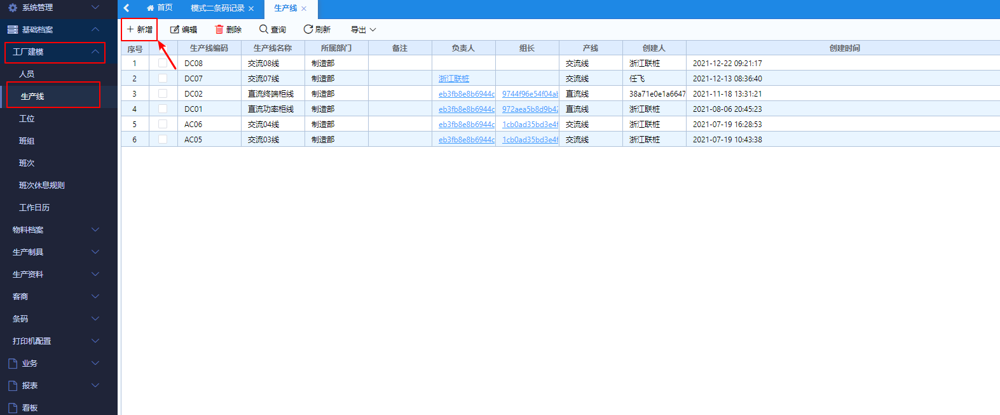 系统管理
基础档案
工厂建模
人员
生产线
工位
班组
班次
班次休息规则
工作日历
物料档案
生产制具
生产资料
客商
条码
打印机配置
业务
报表
看板
首页 模式二条码记录 × 生产线 ×
新增 编辑 删除 查询 刷新 导出
序号 生产线编码 生产线名称 所属部门 备注 负责人 组长 产线 创建人 创建时间
1 DC08 交流08线 制造部 交流线 浙江联桩 2021-12-22 09:21:17
2 DC07 交流07线 制造部 浙江联桩 交流线 任飞 2021-12-13 08:36:40
3 DC02 直流终端柜线 制造部 eb3fb8e8b6944c 9744f96e54f04ab 直流线 38a71e0e1a6647 2021-11-18 13:31:21
4 DC01 直流功率柜线 制造部 eb3fb8e8b6944c 972aea5b8d9b42 直流线 浙江联桩 2021-08-06 20:45:23
5 AC06 交流04线 制造部 eb3fb8e8b6944c 1cb0ad35bd3e4f 交流线 浙江联桩 2021-07-19 16:28:53
6 AC05 交流03线 制造部 eb3fb8e8b6944c 1cb0ad35bd3e4f 交流线 浙江联桩 2021-07-19 10:43:38